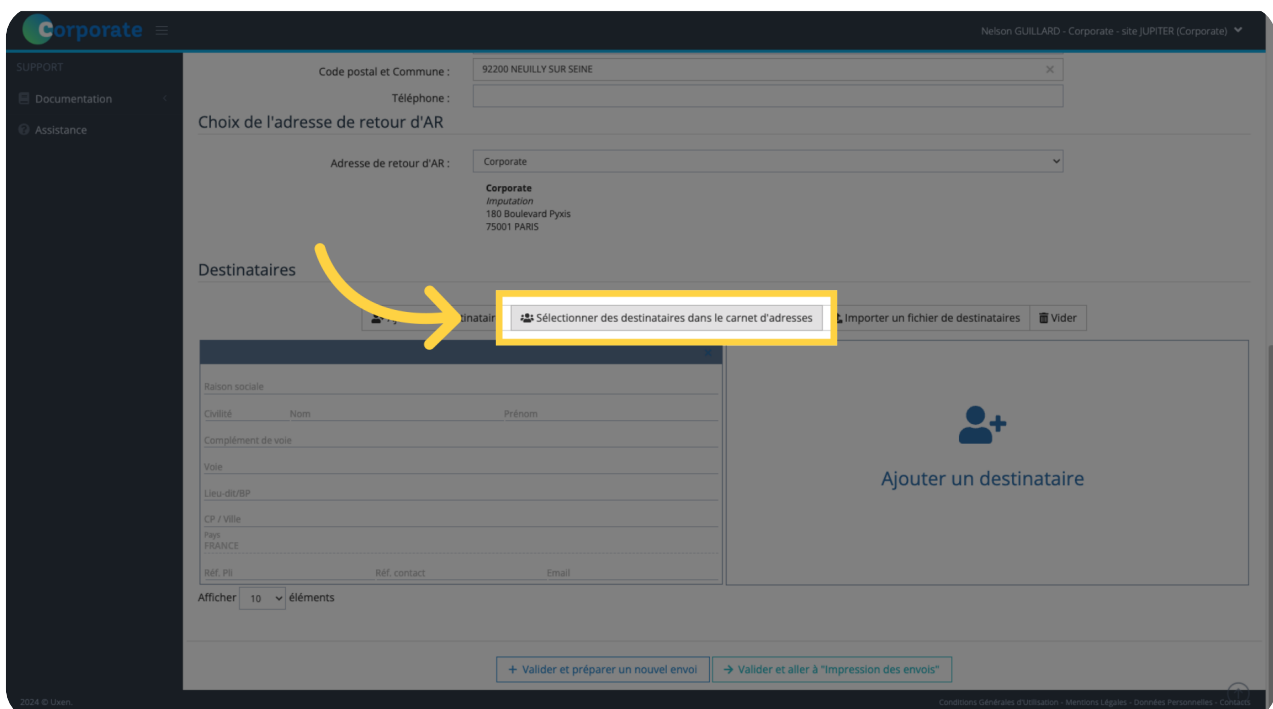 Corporate
Nelson GUILLARD - Corporate - site JUPITER (Corporate)
SUPPORT
Documentation
Assistance
Code postal et Commune :
92200 NEUILLY SUR SEINE
Téléphone :
Choix de l'adresse de retour d'AR
Adresse de retour d'AR :
Corporate
Corporate
Imputation
180 Boulevard Pyxis
75001 PARIS
Destinataires
Sélectionner des destinataires dans le carnet d'adresses
Importer un fichier de destinataires
Vider
Raison sociale
Civilité Nom Prénom
Complément de voie
Voie
Lieu-dit/BP
CP / Ville
Pays
FRANCE
Réf. Pli Réf. contact Email
Ajouter un destinataire
Afficher 10 éléments
+ Valider et préparer un nouvel envoi
→ Valider et aller à "Impression des envois"
2024 © Uxen.
Conditions Générales d'Utilisation - Mentions Légales - Données Personnelles - Contacts